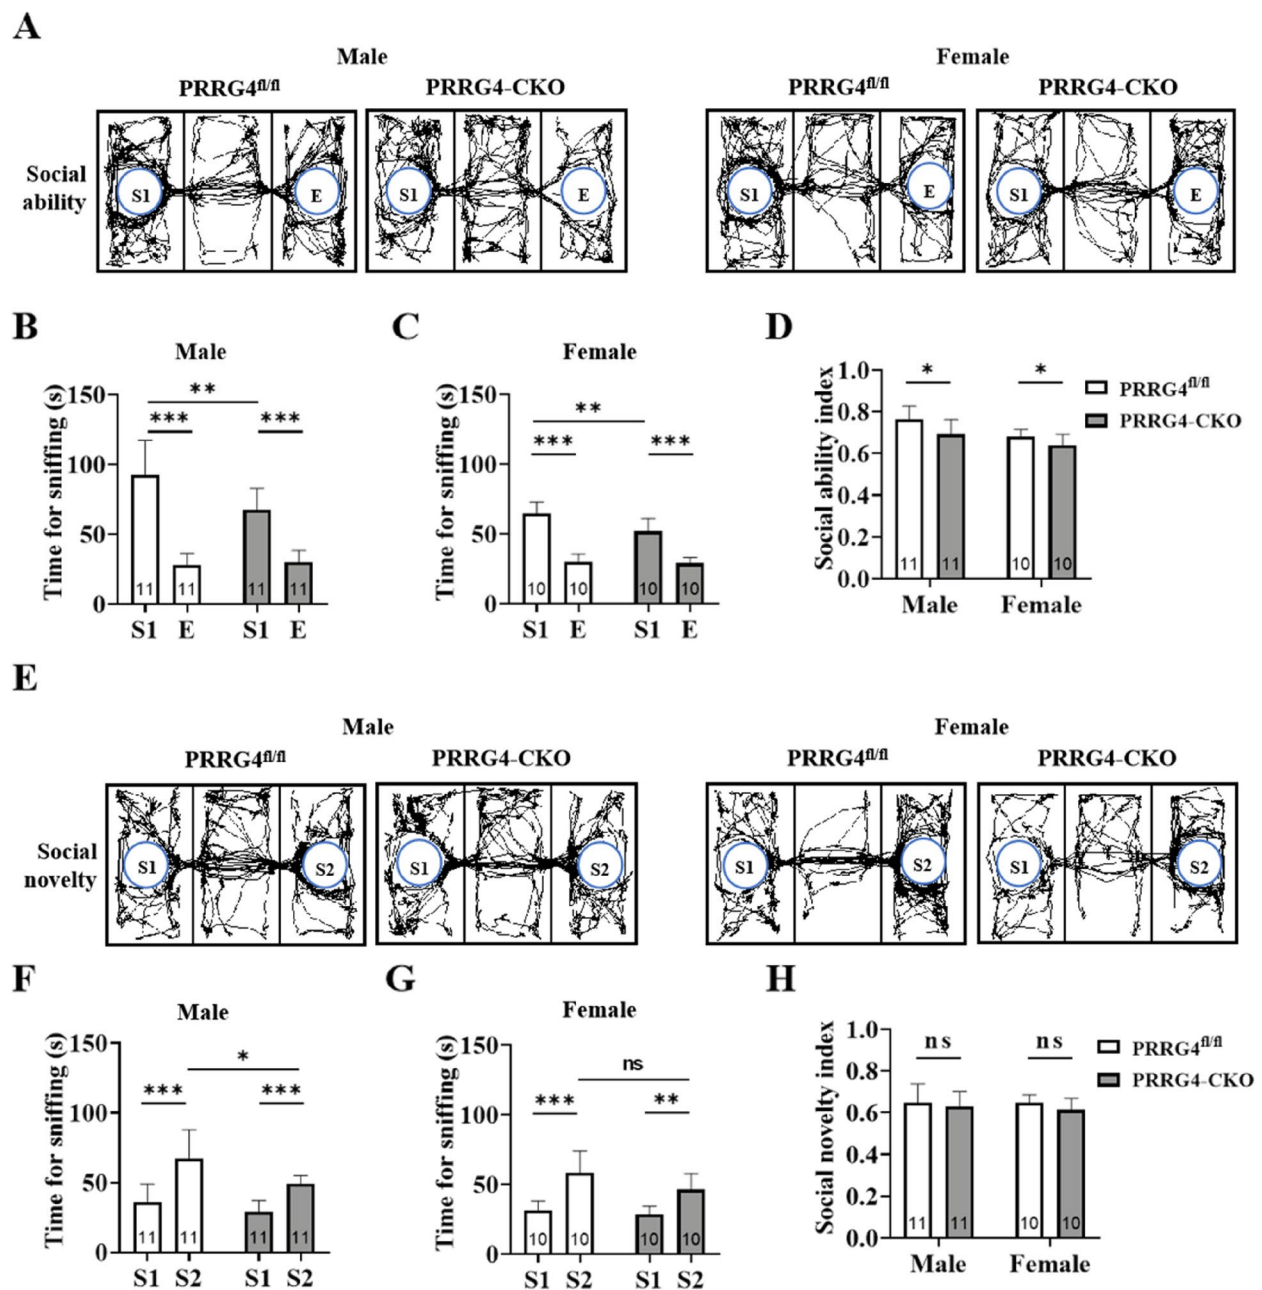 A
Male
Female
PRRG4fl/fl
PRRG4-CKO
PRRG4fl/fl
PRRG4-CKO
Social
ability
S1
E
S1
E
S1
E
S1
E
B
C
D
Male
Female
Time for sniffing (s)
150
100
50
0
**
***
***
11
11
11
11
S1
E
S1
E
Time for sniffing (s)
150
100
50
0
**
***
***
10
10
10
10
S1
E
S1
E
Social ability index
1.0
0.8
0.6
0.4
0.2
0.0
*
*
11
11
10
10
Male
Female
PRRG4fl/fl
PRRG4-CKO
E
Male
Female
PRRG4fl/fl
PRRG4-CKO
PRRG4fl/fl
PRRG4-CKO
Social
novelty
S1
S2
S1
S2
S1
S2
S1
S2
F
G
H
Male
Female
Time for sniffing (s)
150
100
50
0
*
***
***
11
11
11
11
S1
S2
S1
S2
Time for sniffing (s)
150
100
50
0
ns
***
**
10
10
10
10
S1
S2
S1
S2
Social novelty index
1.0
0.8
0.6
0.4
0.2
0.0
ns
ns
11
11
10
10
Male
Female
PRRG4fl/fl
PRRG4-CKO